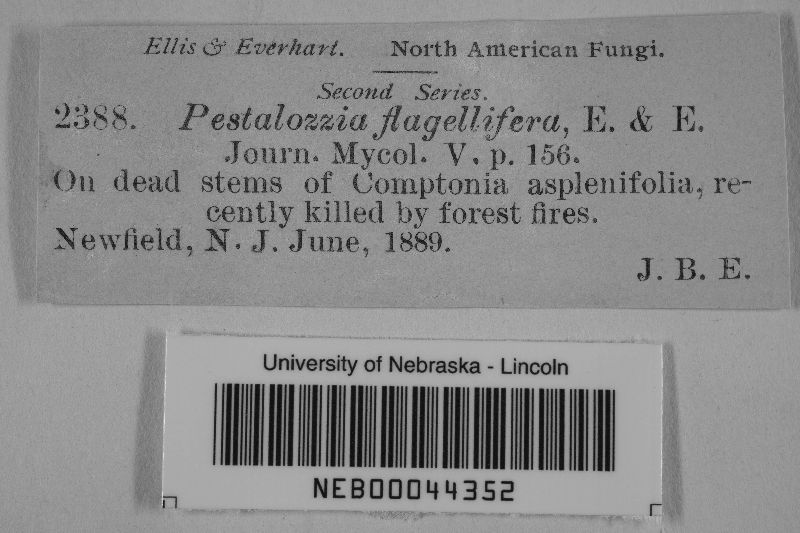 Ellis & Everhart. North American Fungi.
Second Series.
2388. Pestalozzia flagellifera, E. & E.
Journ. Mycol. V. p. 156.
On dead stems of Comptonia asplenifolia, re-
cently killed by forest fires.
Newfield, N. J. June, 1889.
J. B. E.
University of Nebraska - Lincoln
NEB00044352